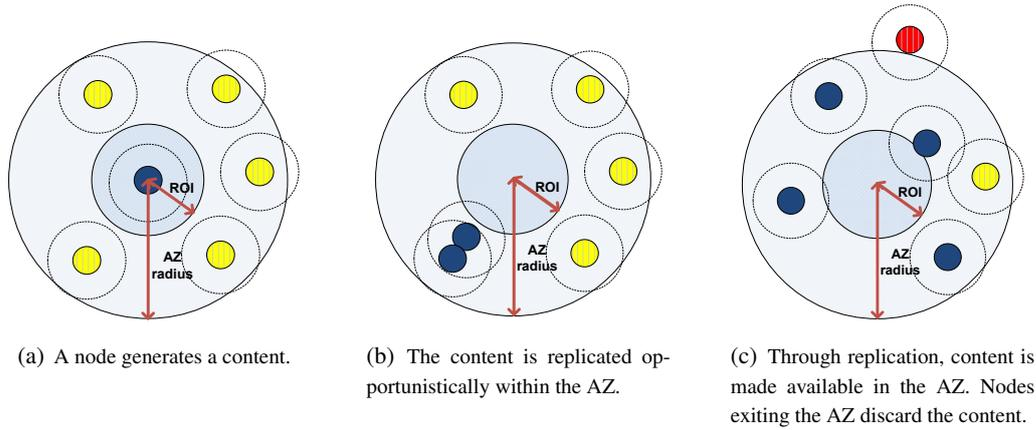 ROI
AZ
radius
ROI
AZ
radius
ROI
AZ
radius
(a) A node generates a content.
(b) The content is replicated op-
portunistically within the AZ.
(c) Through replication, content is
made available in the AZ. Nodes
exiting the AZ discard the content.